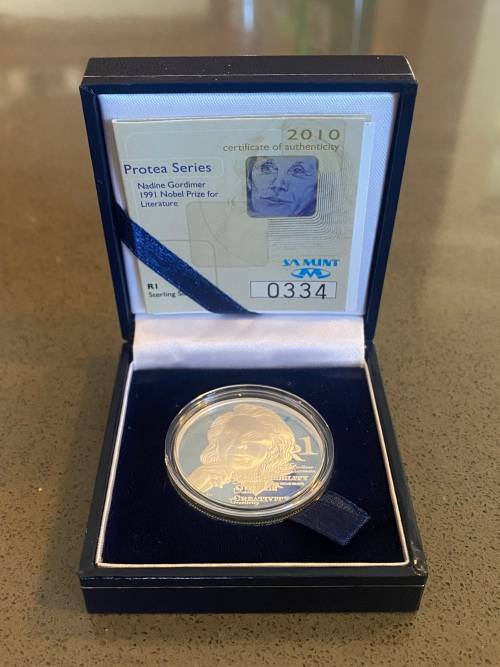 2010
certificate of authenticity
Protea Series
Nadine Gordimer
1991 Nobel Prize for
Literature
SA MINT
R1
Sterling
0334
R1
CREATIVITY